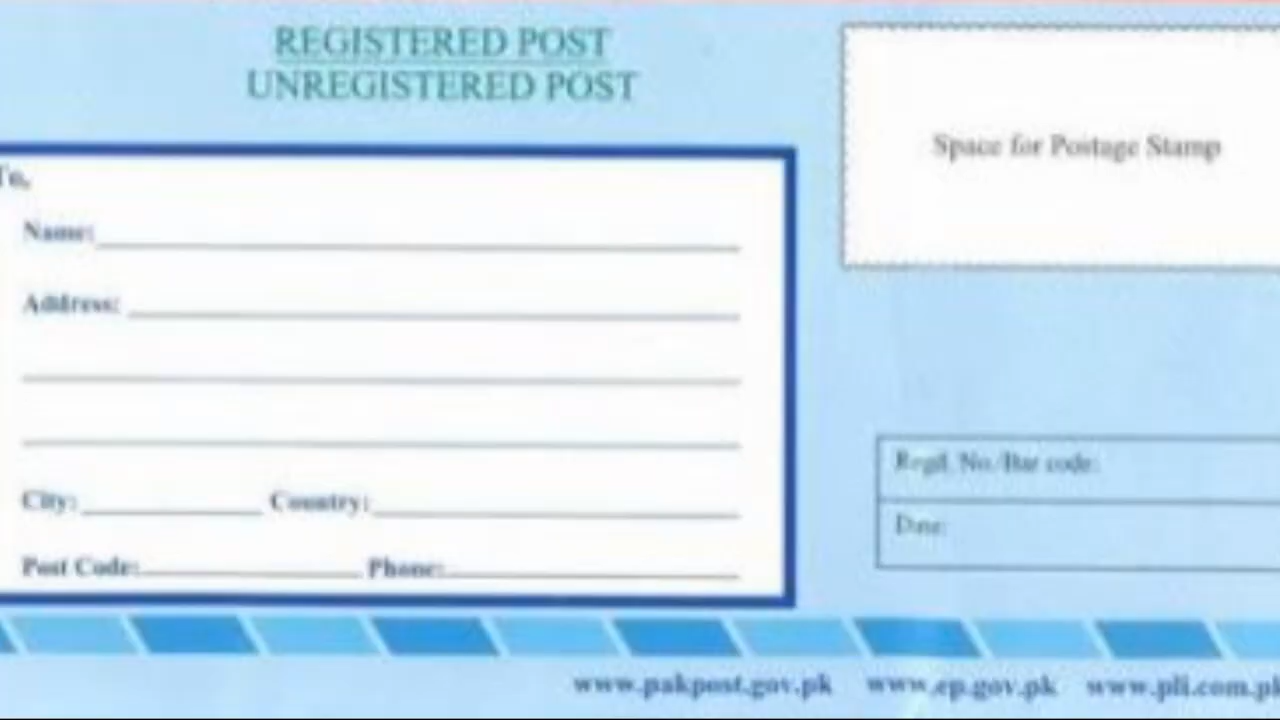 REGISTERED POST
UNREGISTERED POST
Space for Postage Stamp
To,
Name:
Address:
City: Country:
Post Code: Phone:
Regd. No./Bar code:
Date:
www.pakpost.gov.pk www.ep.gov.pk www.pli.com.pk